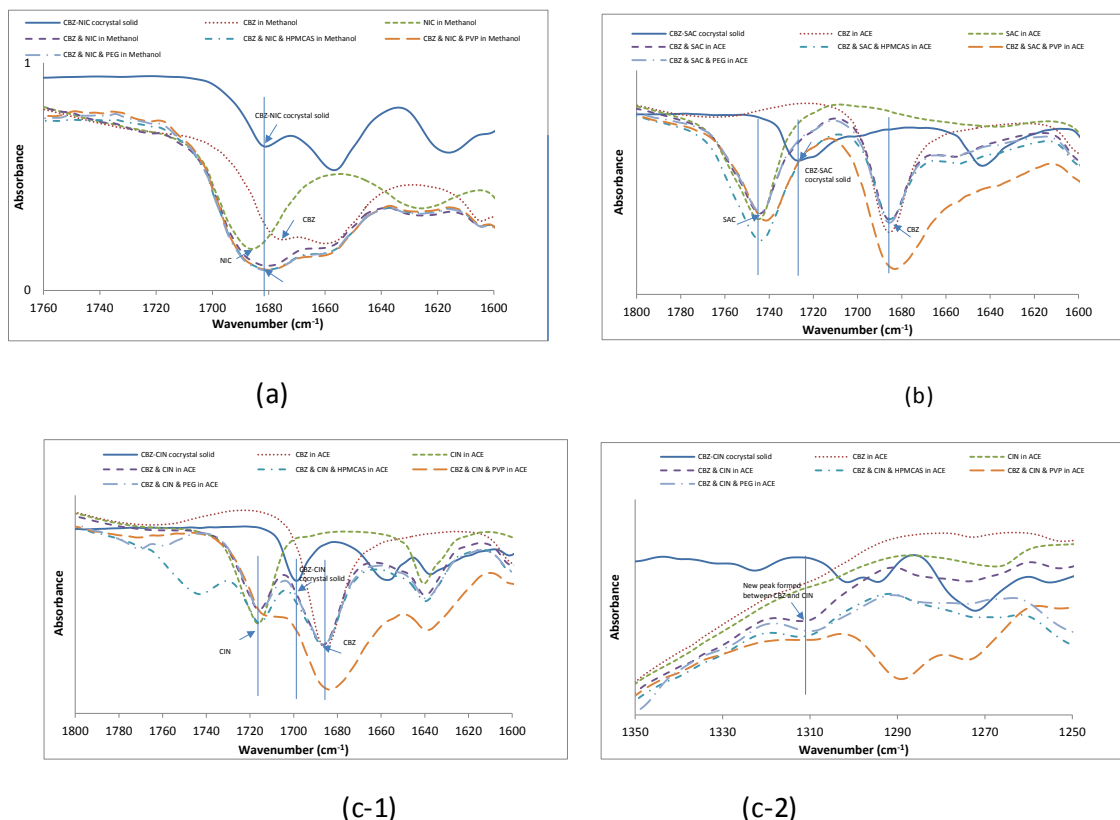 CBZ-NIC cocrystal solid CBZ in Methanol NIC in Methanol
CBZ & NIC in Methanol CBZ & NIC & HPMCAS in Methanol CBZ & NIC & PVP in Methanol
CBZ & NIC & PEG in Methanol
1
CBZ-NIC cocrystal solid
CBZ
NIC
0
Absorbance
1760 1740 1720 1700 1680 1660 1640 1620 1600
Wavenumber (cm-1)
(a)
CBZ-SAC cocrystal solid CBZ in ACE SAC in ACE
CBZ & SAC in ACE CBZ & SAC & HPMCAS in ACE CBZ & SAC & PVP in ACE
CBZ & SAC & PEG in ACE
CBZ-SAC
cocrystal solid
SAC
CBZ
Absorbance
1800 1780 1760 1740 1720 1700 1680 1660 1640 1620 1600
Wavenumber (cm-1)
(b)
CBZ-CIN cocrystal solid CBZ in ACE CIN in ACE
CBZ & CIN in ACE CBZ & CIN & HPMCAS in ACE CBZ & CIN & PVP in ACE
CBZ & CIN & PEG in ACE
CBZ-CIN
cocrystal solid
CBZ
CIN
Absorbance
1800 1780 1760 1740 1720 1700 1680 1660 1640 1620 1600
Wavenumber (cm-1)
(c-1)
CBZ-CIN cocrystal solid CBZ in ACE CIN in ACE
CBZ & CIN in ACE CBZ & CIN & HPMCAS in ACE CBZ & CIN & PVP in ACE
CBZ & CIN & PEG in ACE
New peak formed
between CBZ and CIN
Absorbance
1350 1330 1310 1290 1270 1250
Wavenumber (cm-1)
(c-2)